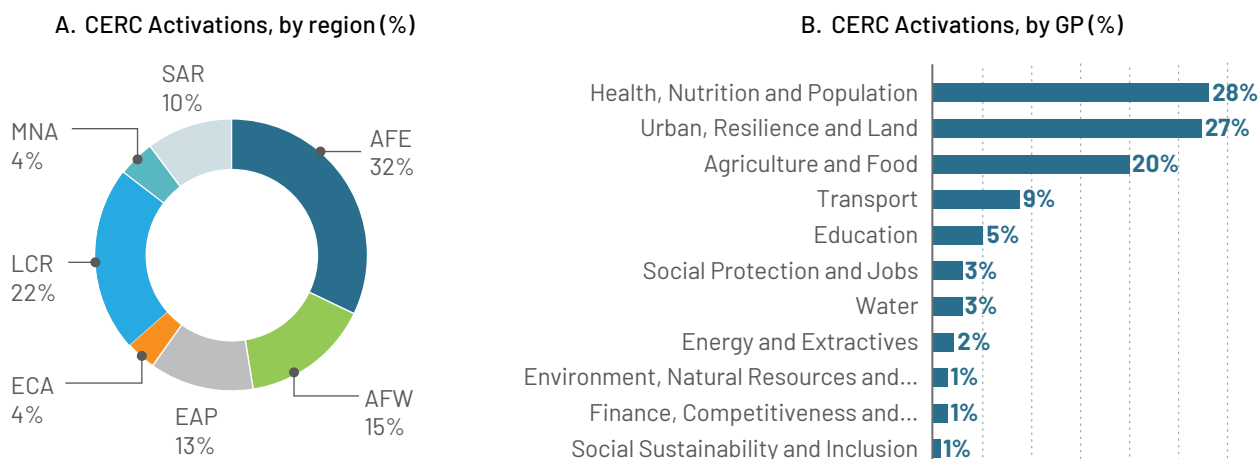 A. CERC Activations, by region (%)
SAR
10%
MNA
4%
AFE
32%
LCR
22%
ECA
4%
EAP
13%
AFW
15%
B. CERC Activations, by GP (%)
Health, Nutrition and Population 28%
Urban, Resilience and Land 27%
Agriculture and Food 20%
Transport 9%
Education 5%
Social Protection and Jobs 3%
Water 3%
Energy and Extractives 2%
Environment, Natural Resources and... 1%
Finance, Competitiveness and... 1%
Social Sustainability and Inclusion 1%